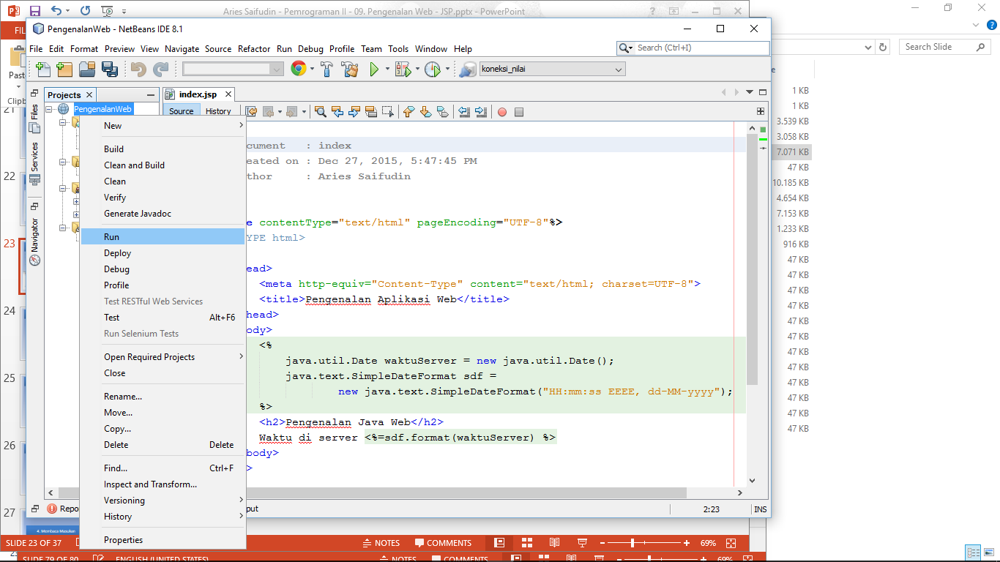 Aries Saifudin - Pemrograman II - 09. Pengenalan Web - JSP.pptx - PowerPoint
PengenalanWeb - NetBeans IDE 8.1
File Edit Format Preview View Navigate Source Refactor Run Debug Profile Team Tools Window Help
Search (Ctrl+I)
Search Slide
koneksi_nilai
Projects
index.jsp
Source History
Files
Services
Navigator
PengenalanWeb
New
Build
Clean and Build
Clean
Verify
Generate Javadoc
Run
Deploy
Debug
Profile
Test RESTful Web Services
Test Alt+F6
Run Selenium Tests
Open Required Projects
Close
Rename...
Move...
Copy...
Delete Delete
Find... Ctrl+F
Inspect and Transform...
Versioning
History
Properties
cument : index
eated on : Dec 27, 2015, 5:47:45 PM
thor : Aries Saifudin
e contentType="text/html" pageEncoding="UTF-8"%>
YPE html>
ead>
<meta http-equiv="Content-Type" content="text/html; charset=UTF-8">
<title>Pengenalan Aplikasi Web</title>
head>
ody>
<%
java.util.Date waktuServer = new java.util.Date();
java.text.SimpleDateFormat sdf =
new java.text.SimpleDateFormat("HH:mm:ss EEEE, dd-MM-yyyy");
%>
<h2>Pengenalan Java Web</h2>
Waktu di server <%=sdf.format(waktuServer) %>
body>
>
2:23 INS
21
22
23
24
25
26
27
4. Membaca Masukan
1 KB
1 KB
3.539 KB
3.058 KB
7.071 KB
47 KB
10.185 KB
4.654 KB
7.153 KB
1.233 KB
916 KB
47 KB
47 KB
47 KB
47 KB
47 KB
47 KB
47 KB
47 KB
47 KB
47 KB
47 KB
47 KB
SLIDE 23 OF 37 NOTES COMMENTS 69%
SLIDE 79 OF 80 ENGLISH (UNITED STATES) NOTES COMMENTS 69%